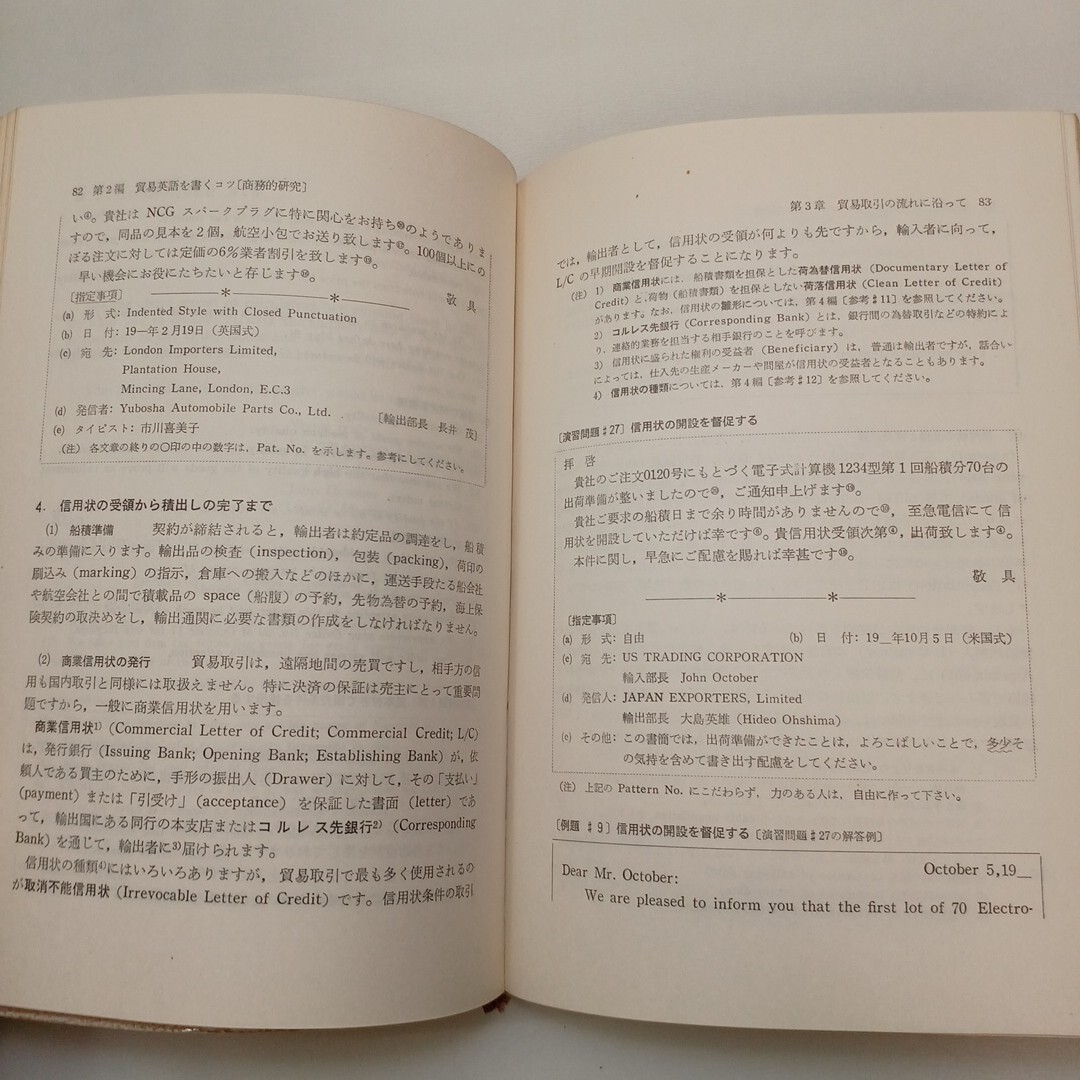 82 第2編 貿易英語を書くコツ〔商務的研究〕
い④。貴社は NCG スパークプラグに特に関心をお持ち⑳のようでありま
すので，同品の見本を2個，航空小包でお送り致します⑰。100個以上にの
ぼる注文に対しては定価の6%業者割引を致します⑱。
早い機会にお役にたちたいと存じます⑱。
敬具
〔指定事項〕
(a) 形式: Indented Style with Closed Punctuation
(b) 日付: 19—年2月19日（英国式）
(c) 宛先: London Importers Limited,
Plantation House,
Mincing Lane, London, E.C.3
(d) 発信者: Yubosha Automobile Parts Co., Ltd.
〔輸出部長 長井 茂〕
(e) タイピスト: 市川喜美子
（注） 各文章の終りの〇印の中の数字は，Pat. No. を示します。参考にしてください。
4. 信用状の受領から積出しの完了まで
(1) 船積準備 契約が締結されると，輸出者は約定品の調達をし，船積
みの準備に入ります。輸出品の検査 (inspection), 包装 (packing), 荷印の
刷込み (marking) の指示，倉庫への搬入などのほかに，運送手段たる船会社
や航空会社との間で積載品の space（船腹）の予約，先物為替の予約，海上保
険契約の取決めをし，輸出通関に必要な書類の作成をしなければなりません。
(2) 商業信用状の発行 貿易取引は，遠隔地間の売買ですし，相手方の信
用も国内取引と同様には取扱えません。特に決済の保証は売主にとって重要問
題ですから，一般に商業信用状を用います。
商業信用状1) (Commercial Letter of Credit; Commercial Credit; L/C)
は，発行銀行 (Issuing Bank; Opening Bank; Establishing Bank) が，依
頼人である買主のために，手形の振出人 (Drawer) に対して，その「支払い」
(payment) または「引受け」(acceptance) を保証した書面 (letter) であ
って，輸出国にある同行の本支店またはコルレス先銀行2) (Corresponding
Bank) を通じて，輸出者に3)届けられます。
信用状の種類4)にはいろいろありますが，貿易取引で最も多く使用されるの
が取消不能信用状 (Irrevocable Letter of Credit) です。信用状条件の取引
第3章 貿易取引の流れに沿って 83
では，輸出者として，信用状の受領が何よりも先ですから，輸入者に向って，
L/C の早期開設を督促することになります。
（注） 1) 商業信用状には，船積書類を担保とした荷為替信用状 (Documentary Letter of
Credit) と，荷物（船積書類）を担保としない荷落信用状 (Clean Letter of Credit)
があります。なお，信用状の雛形については，第4編［参考♯11］を参照してください。
2) コルレス先銀行 (Corresponding Bank) とは，銀行間の為替取引などの特約によ
り，連絡的業務を担当する相手銀行のことを呼びます。
3) 信用状に盛られた権利の受益者 (Beneficiary) は，普通は輸出者ですが，話合い
によっては，仕入先の生産メーカーや問屋が信用状の受益者となることもあります。
4) 信用状の種類については，第4編［参考♯12］を参照してください。
〔演習問題♯27〕信用状の開設を督促する
拝啓
貴社のご注文0120号にもとづく電子式計算機1234型第1回船積分70台の
出荷準備が整いましたので⑳，ご通知申上げます⑲。
貴社ご要求の船積日まで余り時間がありませんので⑩，至急電信にて信
用状を開設していただけば幸です⑥。貴信用状受領次第④，出荷致します④。
本件に関し，早急にご配慮を賜れば幸甚です⑱。
敬具
〔指定事項〕
(a) 形式: 自由 (b) 日付: 19__年10月5日（米国式）
(c) 宛先: US TRADING CORPORATION
輸入部長 John October
(d) 発信人: JAPAN EXPORTERS, Limited
輸出部長 大島英雄 (Hideo Ohshima)
(e) その他: この書簡では，出荷準備ができたことは，よろこばしいことで，多少そ
の気持を含めて書き出す配慮をしてください。
（注） 上記の Pattern No. にこだわらず，力のある人は，自由に作って下さい。
〔例題 ♯9〕信用状の開設を督促する〔演習問題♯27の解答例〕
October 5,19__
Dear Mr. October:
We are pleased to inform you that the first lot of 70 Electro-